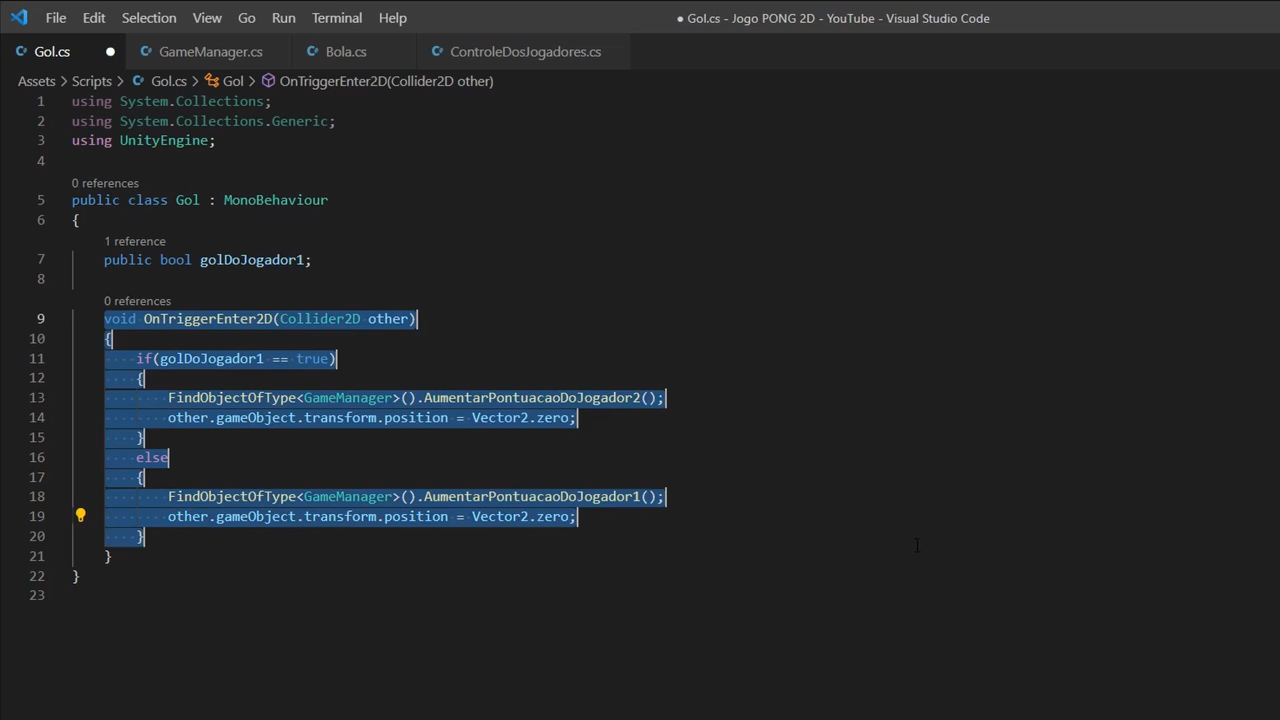 File Edit Selection View Go Run Terminal Help ● Gol.cs - Jogo PONG 2D - YouTube - Visual Studio Code
Gol.cs ● GameManager.cs Bola.cs ControleDosJogadores.cs
Assets > Scripts > Gol.cs > Gol > OnTriggerEnter2D(Collider2D other)
1 using System.Collections;
2 using System.Collections.Generic;
3 using UnityEngine;
4
0 references
5 public class Gol : MonoBehaviour
6 {
1 reference
7 public bool golDoJogador1;
8
0 references
9 void OnTriggerEnter2D(Collider2D other)
10 {
11 if(golDoJogador1 == true)
12 {
13 FindObjectOfType<GameManager>().AumentarPontuacaoDoJogador2();
14 other.gameObject.transform.position = Vector2.zero;
15 }
16 else
17 {
18 FindObjectOfType<GameManager>().AumentarPontuacaoDoJogador1();
19 other.gameObject.transform.position = Vector2.zero;
20 }
21 }
22 }
23